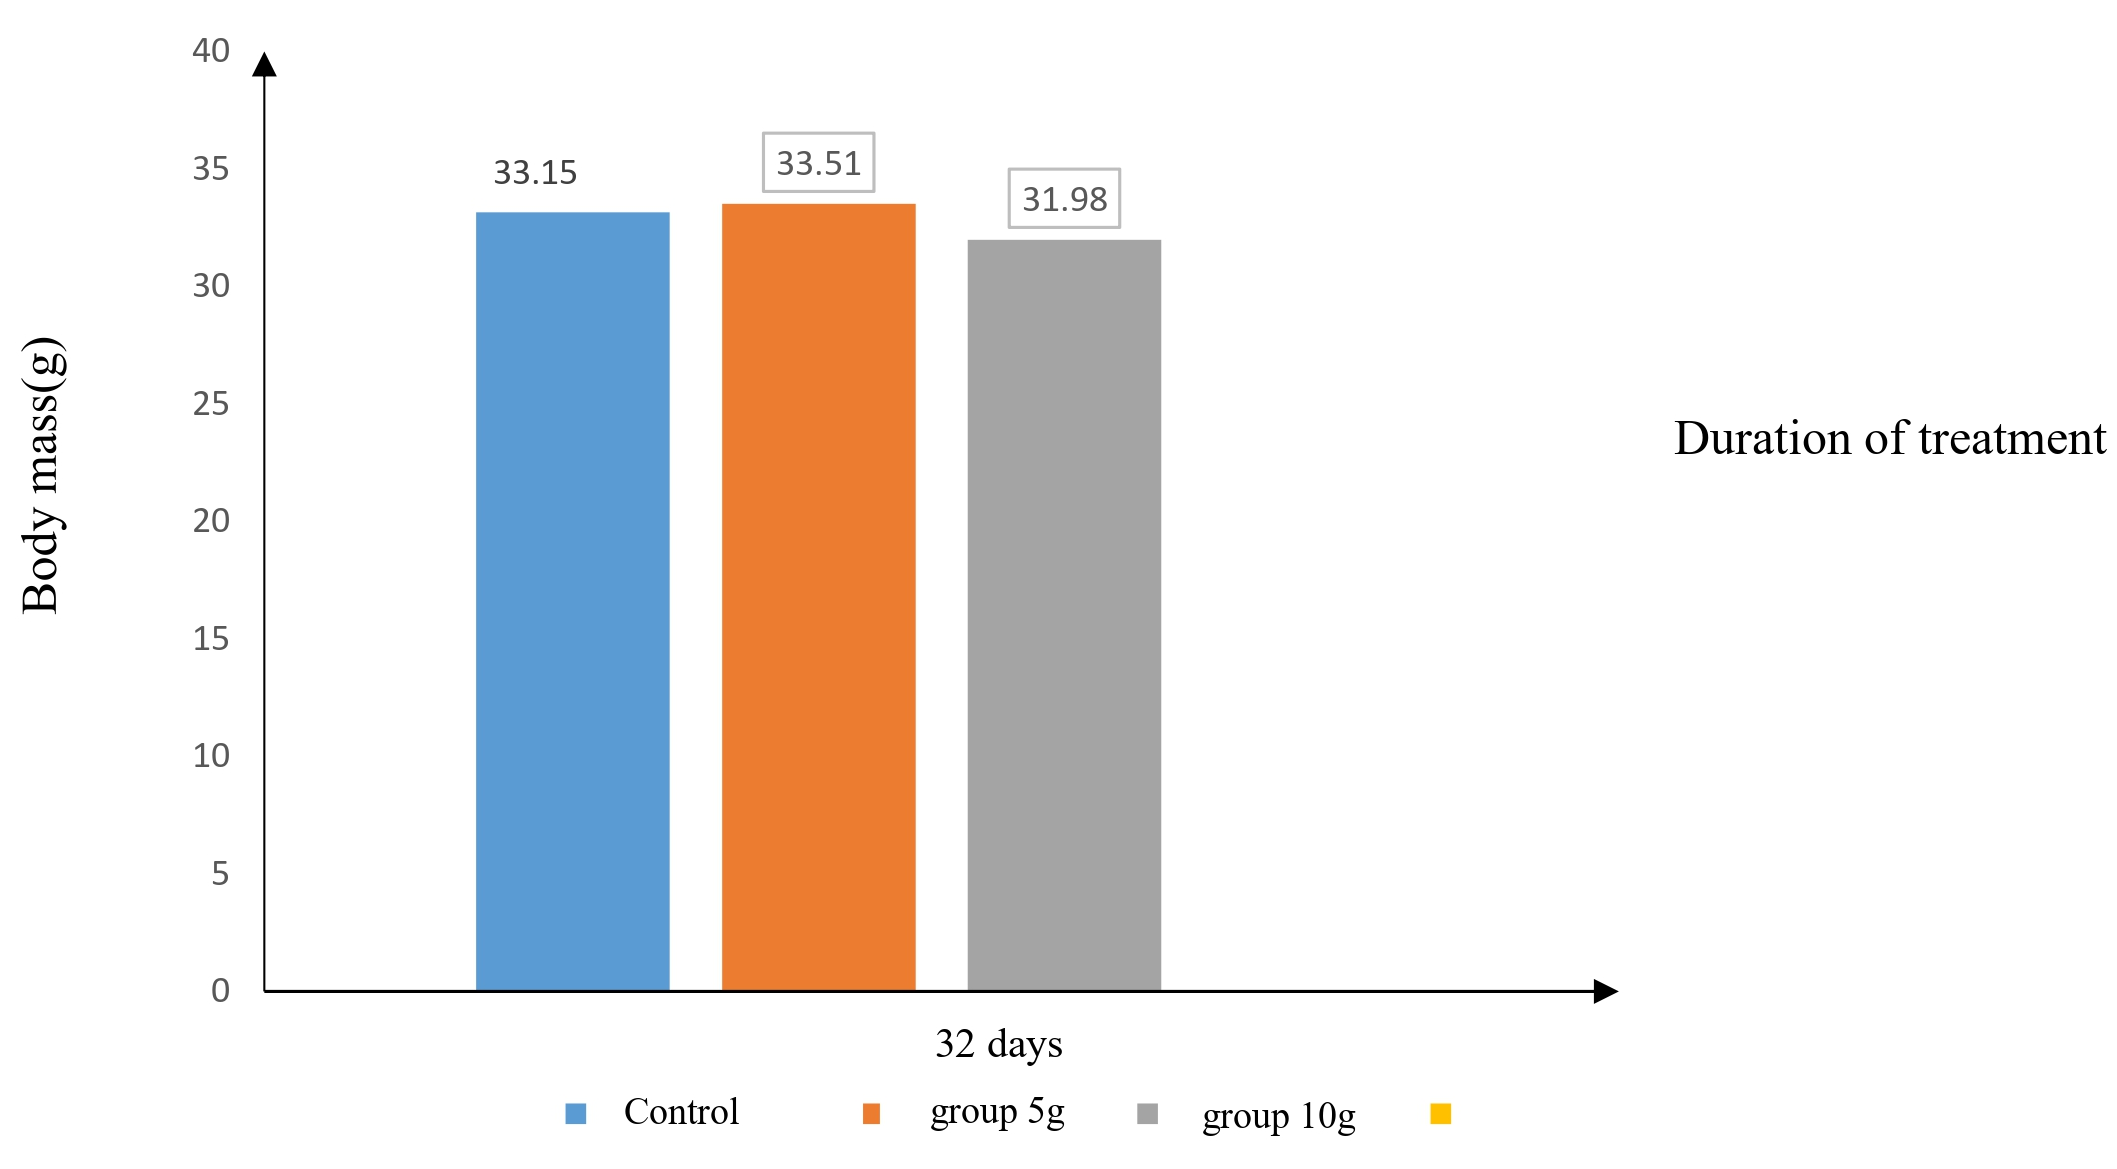 40
35
30
25
20
15
10
5
0
Body mass(g)
33.15
33.51
31.98
Duration of treatment
32 days
Control
group 5g
group 10g